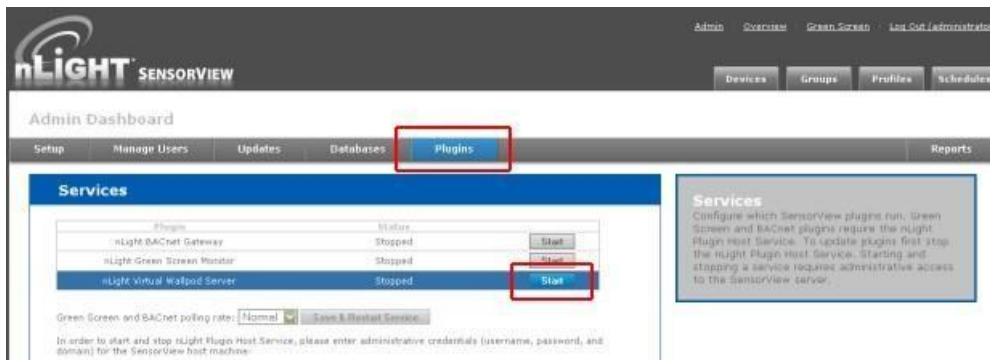 Admin Overview Green Screen Log Out (administrator
nLIGHT SENSORVIEW
Devices Groups Profiles Schedules
Admin Dashboard
Setup Manage Users Updates Databases Plugins Reports
Services
Plugin Status
nLight BACnet Gateway Stopped Start
nLight Green Screen Monitor Stopped Start
nLight Virtual Wallpod Server Stopped Start
Green Screen and BACnet polling rate: Normal Save & Restart Service
In order to start and stop nLight Plugin Host Service, please enter administrative credentials (username, password, and
domain) for the SensorView host machine:
Services
Configure which SensorView plugins run. Green
Screen and BACnet plugins require the nLight
Plugin Host Service. To update plugins first stop
the nLight Plugin Host Service. Starting and
stopping a service requires administrative access
to the SensorView server.